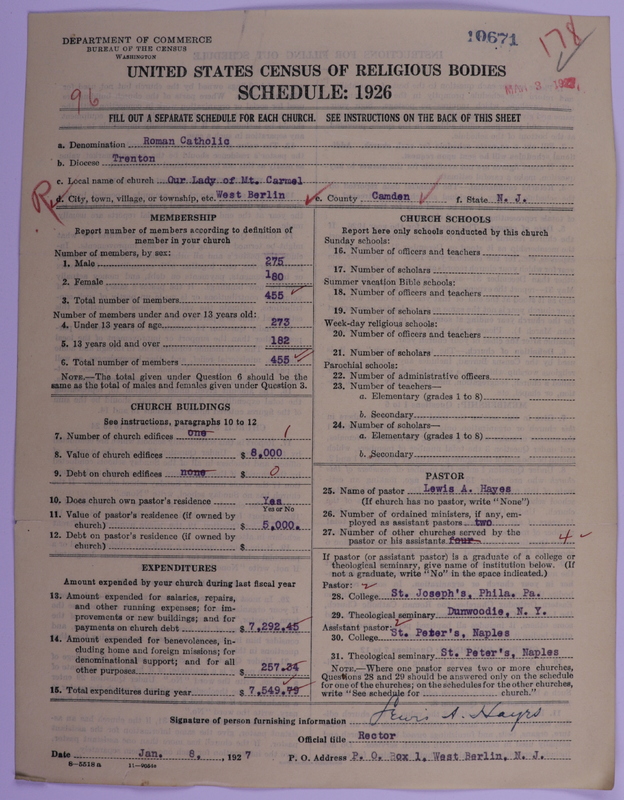 DEPARTMENT OF COMMERCE
BUREAU OF THE CENSUS
WASHINGTON
10671
178
96
UNITED STATES CENSUS OF RELIGIOUS BODIES
SCHEDULE: 1926
FILL OUT A SEPARATE SCHEDULE FOR EACH CHURCH. SEE INSTRUCTIONS ON THE BACK OF THIS SHEET
a. Denomination Roman Catholic
b. Diocese Trenton
c. Local name of church Our Lady of Mt. Carmel
d. City, town, village, or township, etc. West Berlin e. County Camden f. State N. J.
MEMBERSHIP
Report number of members according to definition of
member in your church
Number of members, by sex:
1. Male 275
2. Female 180
3. Total number of members 455
Number of members under and over 13 years old:
4. Under 13 years of age 273
5. 13 years old and over 182
6. Total number of members 455
NOTE.—The total given under Question 6 should be the
same as the total of males and females given under Question 3.
CHURCH BUILDINGS
See instructions, paragraphs 10 to 12
7. Number of church edifices one 1
8. Value of church edifices $ 8,000
9. Debt on church edifices none $ 0
10. Does church own pastor's residence Yes
Yes or No
11. Value of pastor's residence (if owned by
church) $ 5,000.
12. Debt on pastor's residence (if owned by
church) $
EXPENDITURES
Amount expended by your church during last fiscal year
13. Amount expended for salaries, repairs,
and other running expenses; for im-
provements or new buildings; and for
payments on church debt $ 7,292.45
14. Amount expended for benevolences, in-
cluding home and foreign missions; for
denominational support; and for all
other purposes $ 257.34
15. Total expenditures during year $ 7,549.79
CHURCH SCHOOLS
Report here only schools conducted by this church
Sunday schools:
16. Number of officers and teachers
17. Number of scholars
Summer vacation Bible schools:
18. Number of officers and teachers
19. Number of scholars
Week-day religious schools:
20. Number of officers and teachers
21. Number of scholars
Parochial schools:
22. Number of administrative officers
23. Number of teachers—
a. Elementary (grades 1 to 8)
b. Secondary
24. Number of scholars—
a. Elementary (grades 1 to 8)
b. Secondary
PASTOR
25. Name of pastor Lewis A. Hayes
(If church has no pastor, write "None")
26. Number of ordained ministers, if any, em-
ployed as assistant pastors two
27. Number of other churches served by the
pastor or his assistants four 4
If pastor (or assistant pastor) is a graduate of a college or
theological seminary, give name of institution below. (If
not a graduate, write "No" in the space indicated.)
Pastor:
28. College St. Joseph's, Phila. Pa.
29. Theological seminary Dunwoodie, N. Y.
Assistant pastor:
30. College St. Peter's, Naples
31. Theological seminary St. Peter's, Naples
NOTE.—Where one pastor serves two or more churches,
Questions 28 and 29 should be answered only on the schedule
for one of the churches; on the schedules for the other churches,
write "See schedule for church."
Signature of person furnishing information Lewis A. Hayes
Official title Rector
Date Jan. 8, 1927 P. O. Address P. O. Box 1, West Berlin, N. J.
8-5518a